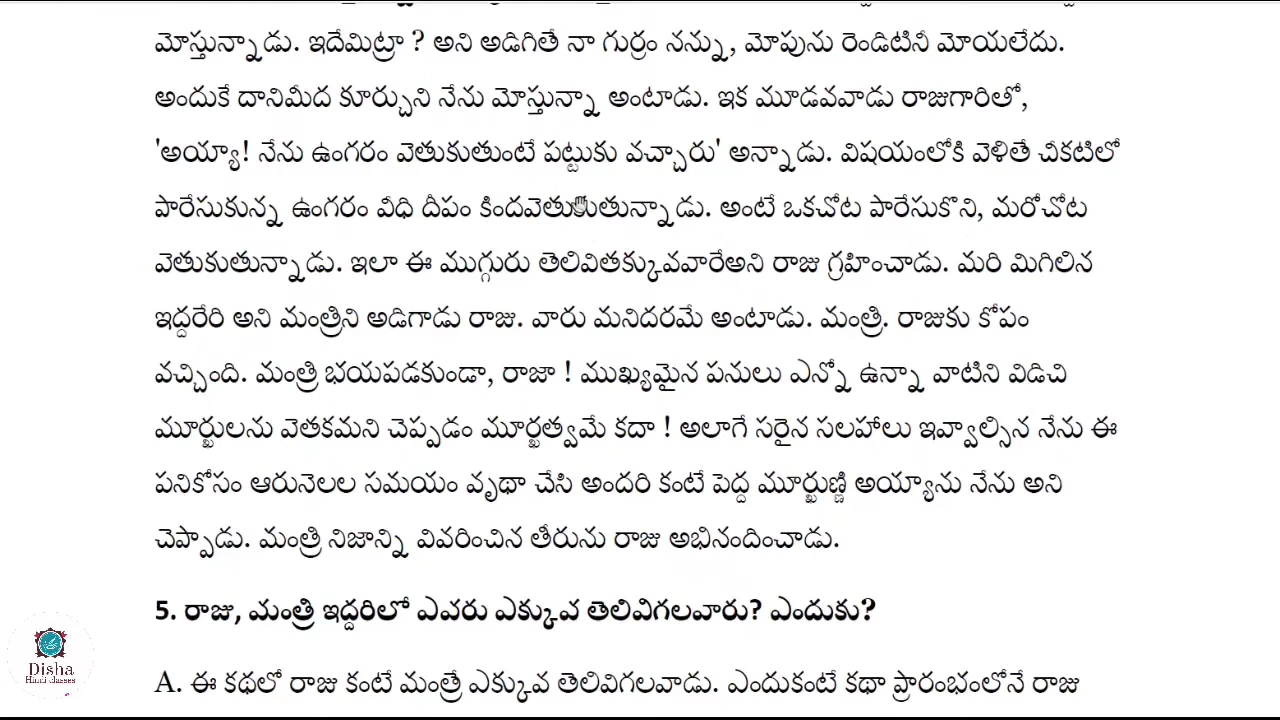 మోస్తున్నాడు. ఇదేమిట్రా ? అని అడిగితే నా గుర్రం నన్ను, మోపును రెండిటినీ మోయలేదు.
అందుకే దానిమీద కూర్చుని నేను మోస్తున్నా అంటాడు. ఇక మూడవవాడు రాజుగారిలో,
'అయ్యా! నేను ఉంగరం వెతుకుతుంటే పట్టుకు వచ్చారు' అన్నాడు. విషయంలోకి వెళితే చీకటిలో
పారేసుకున్న ఉంగరం విధి దీపం కిందవెతుకుతున్నాడు. అంటే ఒకచోట పారేసుకొని, మరోచోట
వెతుకుతున్నాడు. ఇలా ఈ ముగ్గురు తెలివితక్కువవారేఅని రాజు గ్రహించాడు. మరి మిగిలిన
ఇద్దరేరి అని మంత్రిని అడిగాడు రాజు. వారు మనిదరమే అంటాడు. మంత్రి. రాజుకు కోపం
వచ్చింది. మంత్రి భయపడకుండా, రాజా ! ముఖ్యమైన పనులు ఎన్నో ఉన్నా వాటిని విడిచి
మూర్ఖులను వెతకమని చెప్పడం మూర్ఖత్వమే కదా ! అలాగే సరైన సలహాలు ఇవ్వాల్సిన నేను ఈ
పనికోసం ఆరునెలల సమయం వృథా చేసి అందరి కంటే పెద్ద మూర్ఖుణ్ణి అయ్యాను నేను అని
చెప్పాడు. మంత్రి నిజాన్ని వివరించిన తీరును రాజు అభినందించాడు.
5. రాజు, మంత్రి ఇద్దరిలో ఎవరు ఎక్కువ తెలివిగలవారు? ఎందుకు?
Disha
Hindi classes
A. ఈ కథలో రాజు కంటే మంత్రే ఎక్కువ తెలివిగలవాడు. ఎందుకంటే కథా ప్రారంభంలోనే రాజు